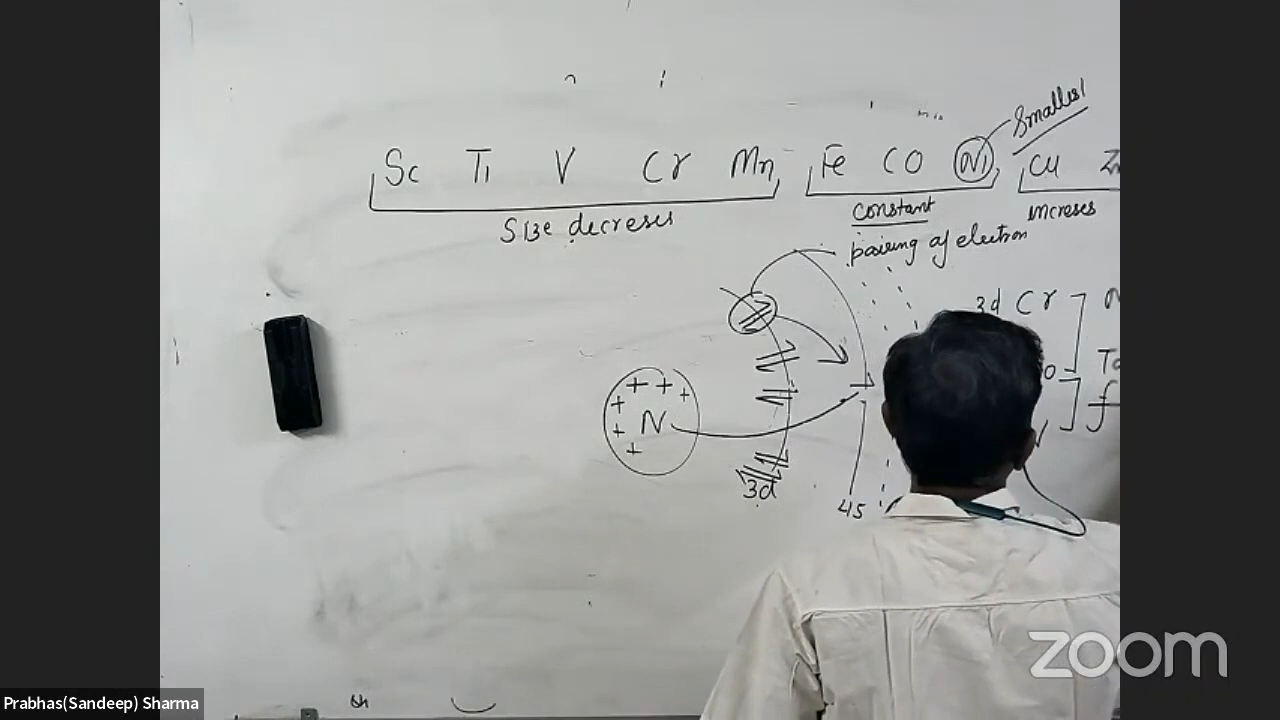 Smallest
Sc Ti V Cr Mn Fe CO Ni Cu
Size decreses constant increses
pairing of electron
3d Cr
+ + +
+
+ N
+
3d
4s
zoom
Prabhas(Sandeep) Sharma